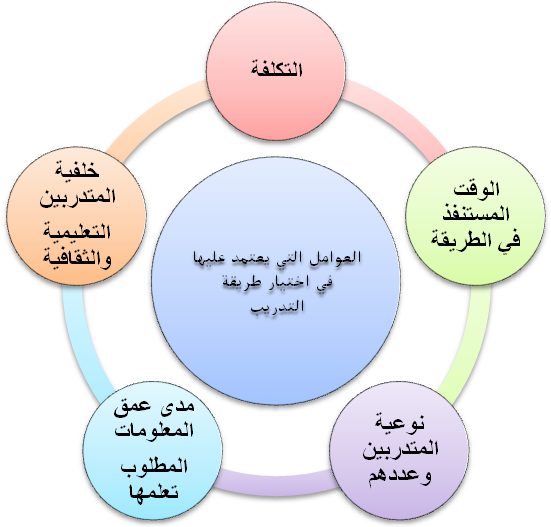 التكلفة
الوقت
المستنفذ
في الطريقة
نوعية
المتدربين
وعددهم
مدى عمق
المعلومات
المطلوب
تعلمها
خلفية
المتدربين
التعليمية
والثقافية
العوامل التي يعتمد عليها
في اختيار طريقة
التدريب